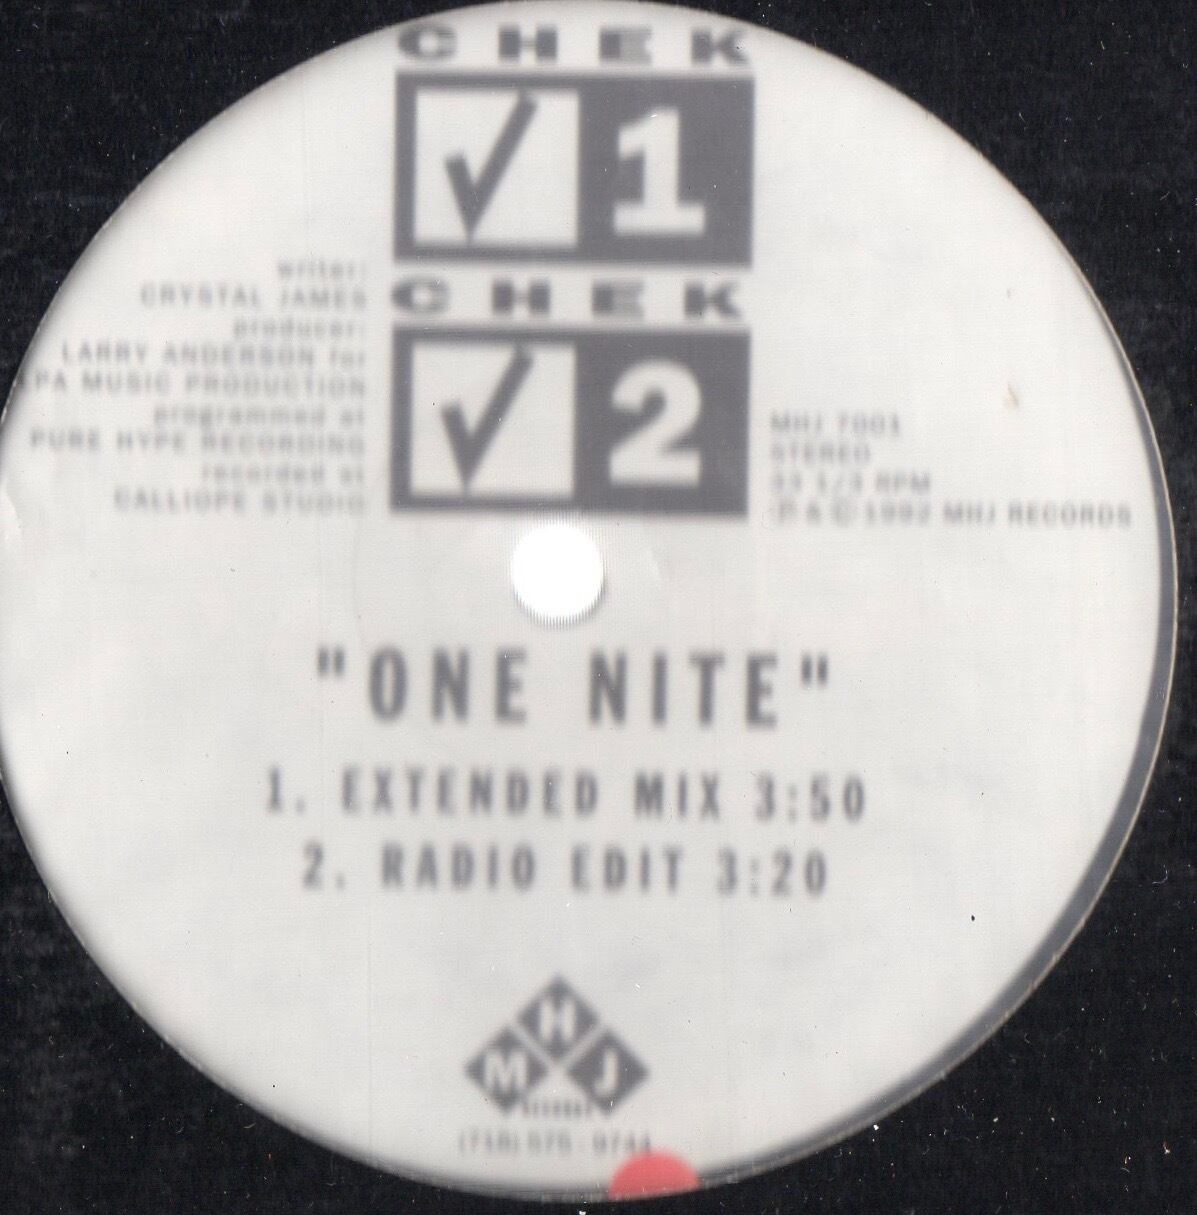 CHEK
1
CHEK
2
writer:
CRYSTAL JAMES
producer:
LARRY ANDERSON for
MUSIC PRODUCTION
programmed at
PURE HYPE RECORDING
recorded at
CALLIOPE STUDIO
MHJ 7001
STEREO
33 1/3 RPM
℗ & © 1992 MHJ RECORDS
"ONE NITE"
1. EXTENDED MIX 3:50
2. RADIO EDIT 3:20
H
M J